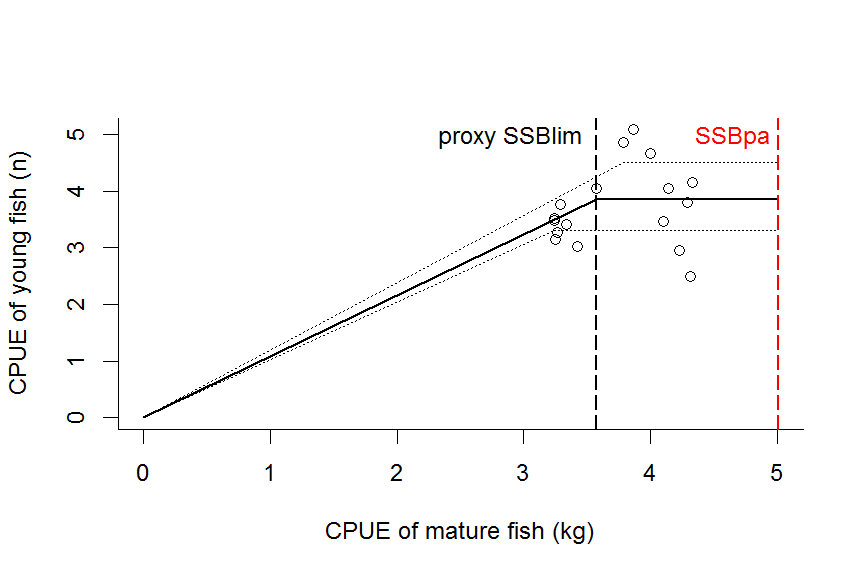 proxy SSBlim
SSBpa
CPUE of young fish (n)
5
4
3
2
1
0
0 1 2 3 4 5
CPUE of mature fish (kg)